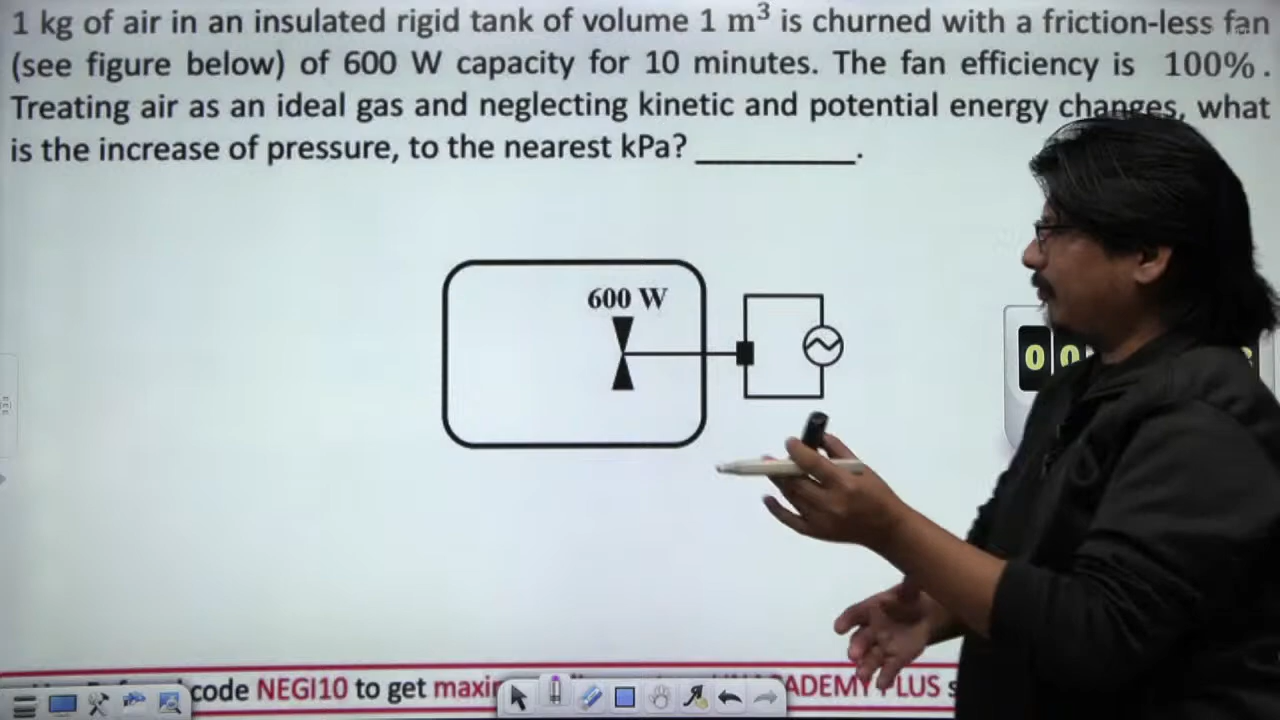 1 kg of air in an insulated rigid tank of volume 1 m³ is churned with a friction-less fan
(see figure below) of 600 W capacity for 10 minutes. The fan efficiency is 100%.
Treating air as an ideal gas and neglecting kinetic and potential energy changes, what
is the increase of pressure, to the nearest kPa? __________.
600 W
0 0
code NEGI10 to get PLUS